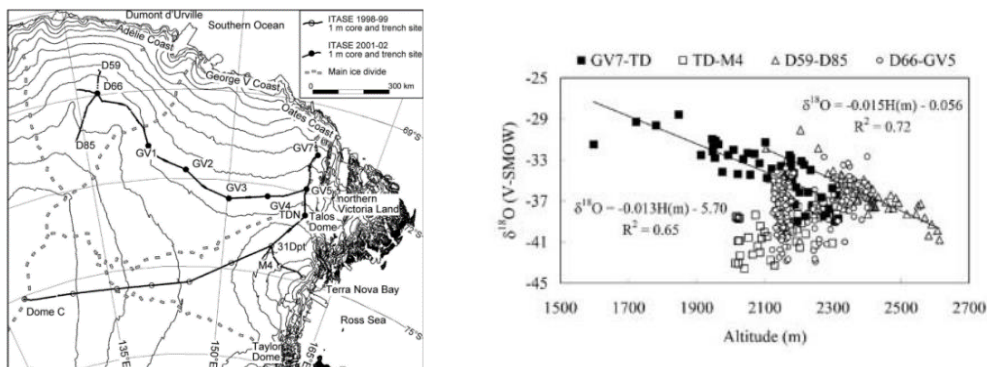 Dumont d'Urville
Southern Ocean
ITASE 1998-99
1 m core and trench site
ITASE 2001-02
1 m core and trench site
Main ice divide
0 300 km
Adélie Coast
George V Coast
Oates Coast
69°S
D59
D66
D85
GV1
GV2
GV3
GV4
GV5
GV7
TDN
Talos
Dome
northern
Victoria Land
31Dpt
M4
Terra Nova Bay
Ross Sea
Dome C
Taylor
Dome
135°E
150°E
165°E
75°S
GV7-TD TD-M4 D59-D85 D66-GV5
δ18O = -0.015H(m) - 0.056
R² = 0.72
δ18O = -0.013H(m) - 5.70
R² = 0.65
δ18O (V-SMOW)
-25
-29
-33
-37
-41
-45
1500 1700 1900 2100 2300 2500 2700
Altitude (m)